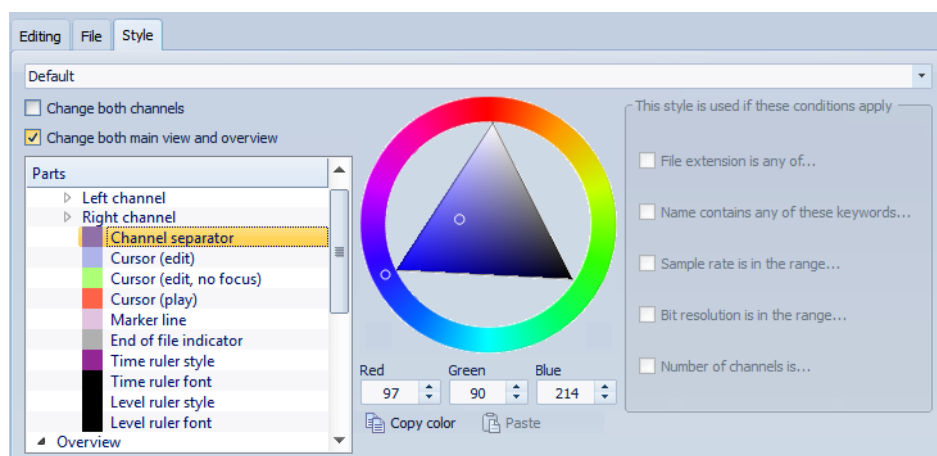 Editing File Style
Default
Change both channels
Change both main view and overview
Parts
Left channel
Right channel
Channel separator
Cursor (edit)
Cursor (edit, no focus)
Cursor (play)
Marker line
End of file indicator
Time ruler style
Time ruler font
Level ruler style
Level ruler font
Overview
Red Green Blue
97 90 214
Copy color Paste
This style is used if these conditions apply
File extension is any of...
Name contains any of these keywords...
Sample rate is in the range...
Bit resolution is in the range...
Number of channels is...